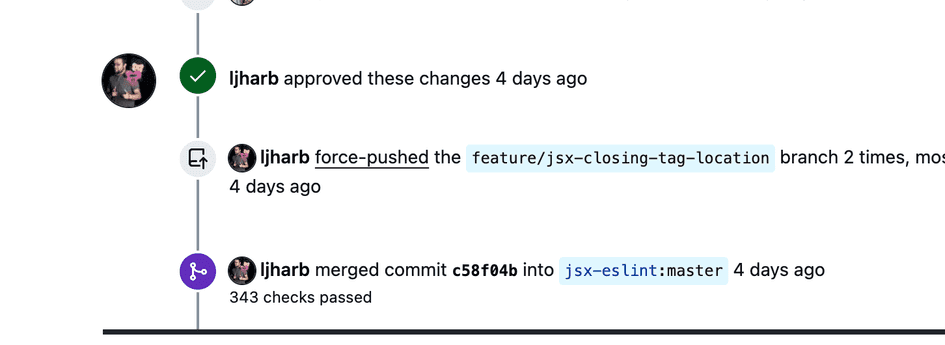 ljharb approved these changes 4 days ago
ljharb force-pushed the feature/jsx-closing-tag-location branch 2 times, mos
4 days ago
ljharb merged commit c58f04b into jsx-eslint:master 4 days ago
343 checks passed